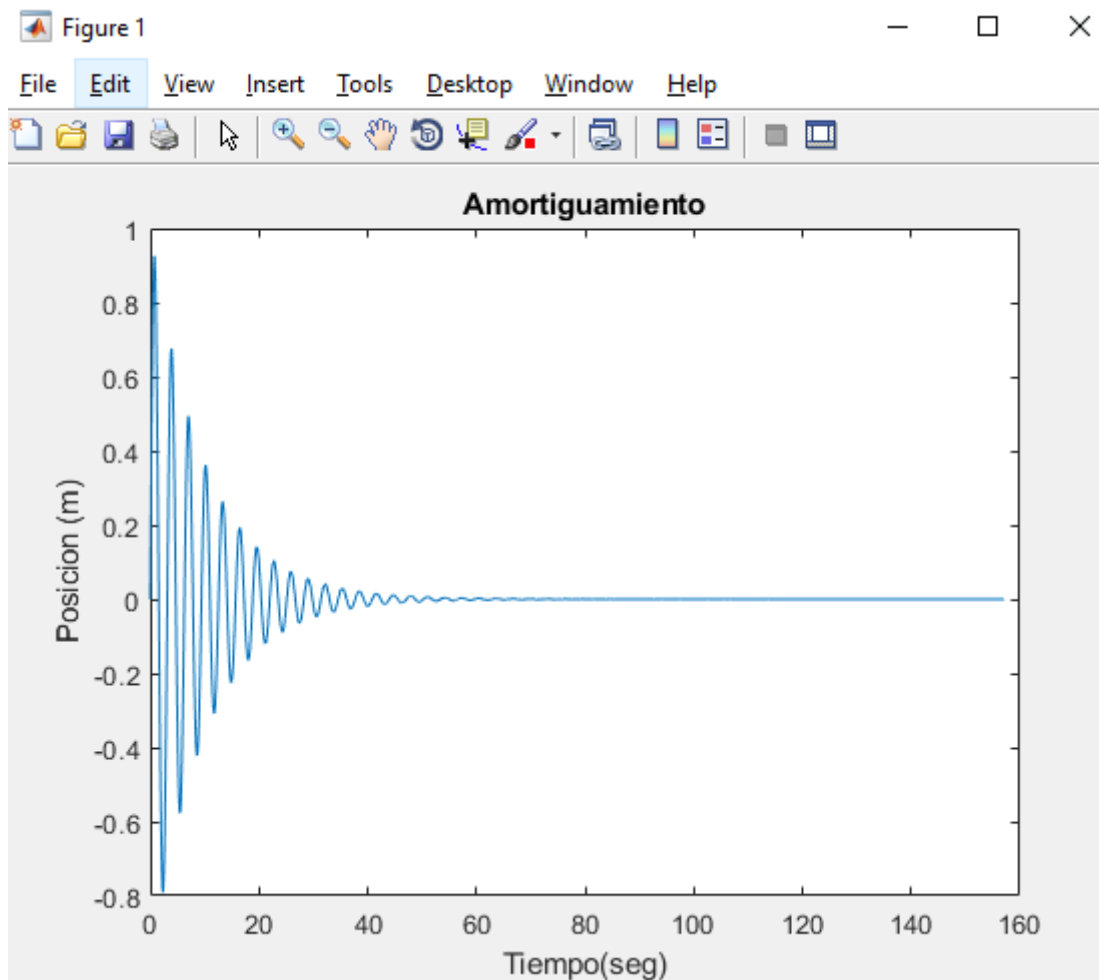 Figure 1
File Edit View Insert Tools Desktop Window Help
Amortiguamiento
1
0.8
0.6
0.4
0.2
0
-0.2
-0.4
-0.6
-0.8
Posicion (m)
0 20 40 60 80 100 120 140 160
Tiempo(seg)